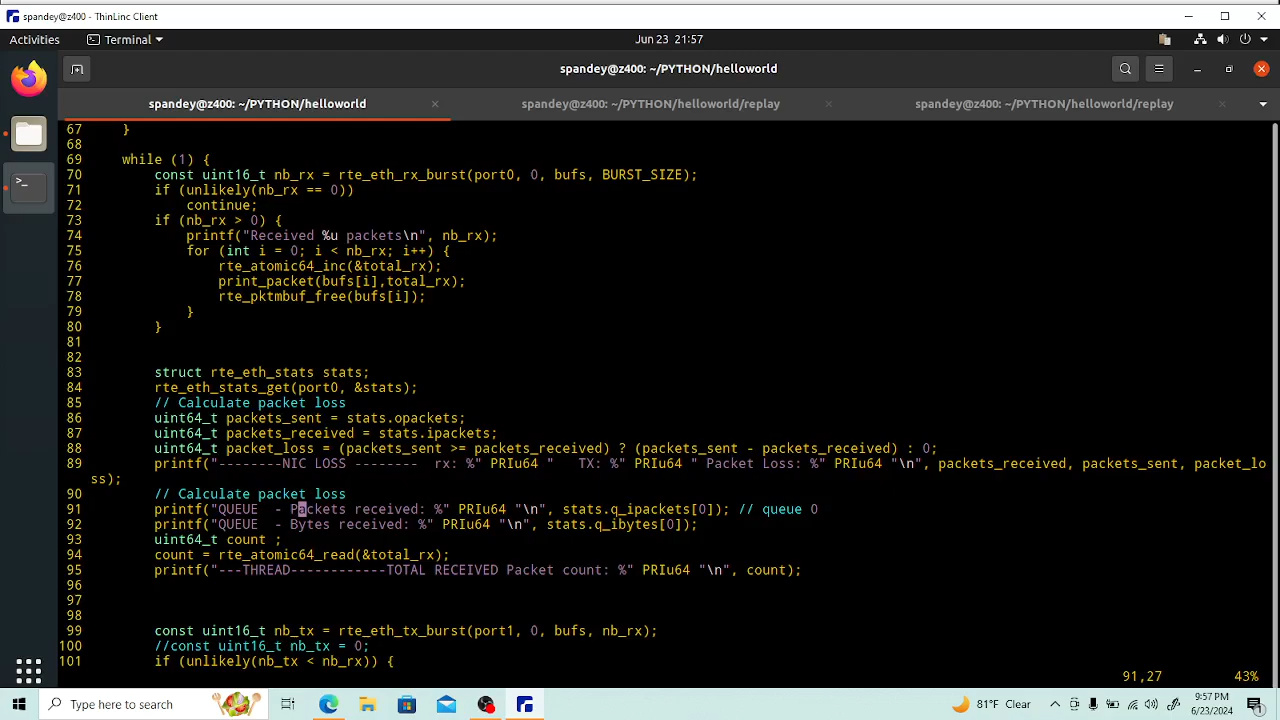 spandey@z400 - ThinLinc Client
Activities
Terminal
Jun 23 21:57
spandey@z400: ~/PYTHON/helloworld
spandey@z400: ~/PYTHON/helloworld
spandey@z400: ~/PYTHON/helloworld/replay
spandey@z400: ~/PYTHON/helloworld/replay
67     }
68
69     while (1) {
70         const uint16_t nb_rx = rte_eth_rx_burst(port0, 0, bufs, BURST_SIZE);
71         if (unlikely(nb_rx == 0))
72             continue;
73         if (nb_rx > 0) {
74             printf("Received %u packets\n", nb_rx);
75             for (int i = 0; i < nb_rx; i++) {
76                 rte_atomic64_inc(&total_rx);
77                 print_packet(bufs[i],total_rx);
78                 rte_pktmbuf_free(bufs[i]);
79             }
80         }
81
82
83         struct rte_eth_stats stats;
84         rte_eth_stats_get(port0, &stats);
85         // Calculate packet loss
86         uint64_t packets_sent = stats.opackets;
87         uint64_t packets_received = stats.ipackets;
88         uint64_t packet_loss = (packets_sent >= packets_received) ? (packets_sent - packets_received) : 0;
89         printf("--------NIC LOSS --------  rx: %" PRIu64 "   TX: %" PRIu64 " Packet Loss: %" PRIu64 "\n", packets_received, packets_sent, packet_lo
ss);
90         // Calculate packet loss
91         printf("QUEUE  - Packets received: %" PRIu64 "\n", stats.q_ipackets[0]); // queue 0
92         printf("QUEUE  - Bytes received: %" PRIu64 "\n", stats.q_ibytes[0]);
93         uint64_t count ;
94         count = rte_atomic64_read(&total_rx);
95         printf("---THREAD------------TOTAL RECEIVED Packet count: %" PRIu64 "\n", count);
96
97
98
99         const uint16_t nb_tx = rte_eth_tx_burst(port1, 0, bufs, nb_rx);
100         //const uint16_t nb_tx = 0;
101         if (unlikely(nb_tx < nb_rx)) {
91,27
43%
Type here to search
81°F Clear
9:57 PM
6/23/2024
1